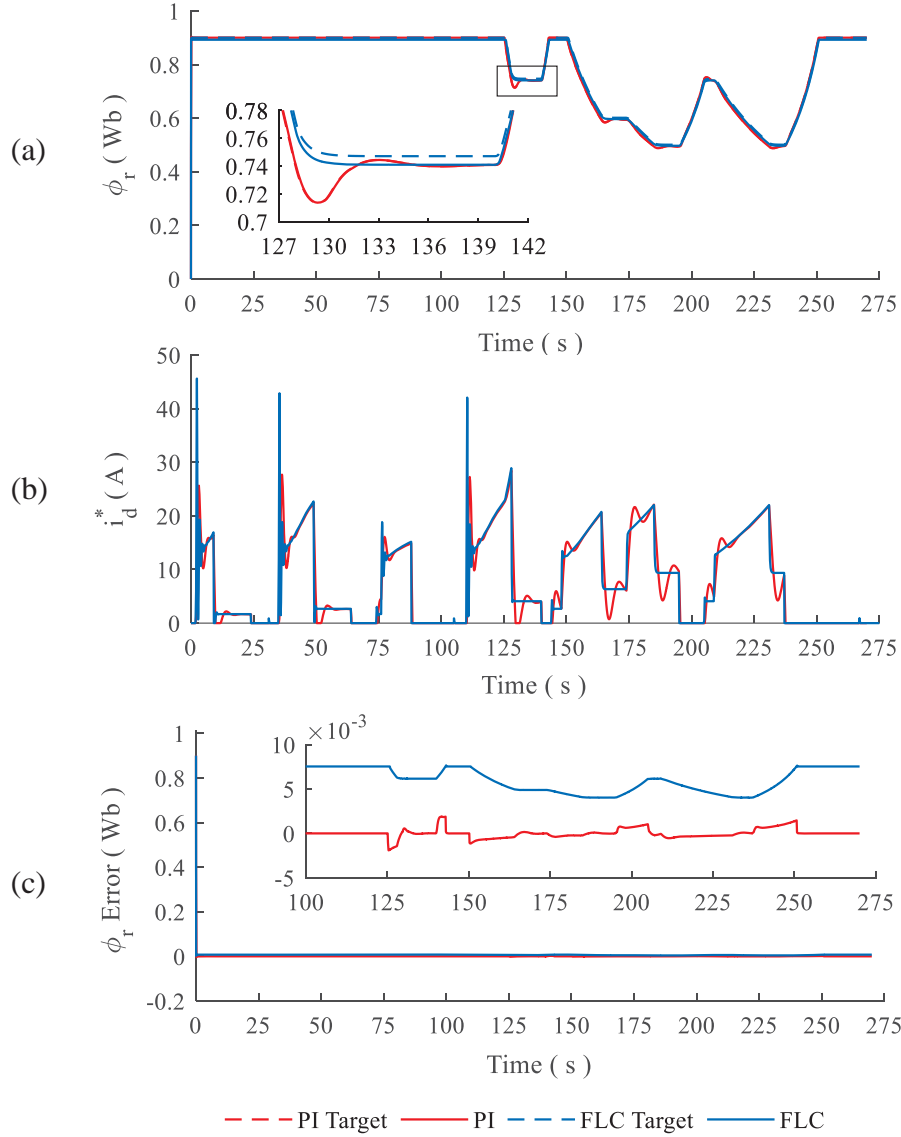 (a)
ϕr ( Wb )
1
0.8
0.6
0.4
0.2
0
0.78
0.76
0.74
0.72
0.7
127 130 133 136 139 142
0 25 50 75 100 125 150 175 200 225 250 275
Time ( s )
(b)
id* ( A )
50
40
30
20
10
0
0 25 50 75 100 125 150 175 200 225 250 275
Time ( s )
(c)
ϕr Error ( Wb )
1
0.8
0.6
0.4
0.2
0
-0.2
×10-3
10
5
0
-5
100 125 150 175 200 225 250 275
0 25 50 75 100 125 150 175 200 225 250 275
Time ( s )
PI Target PI FLC Target FLC